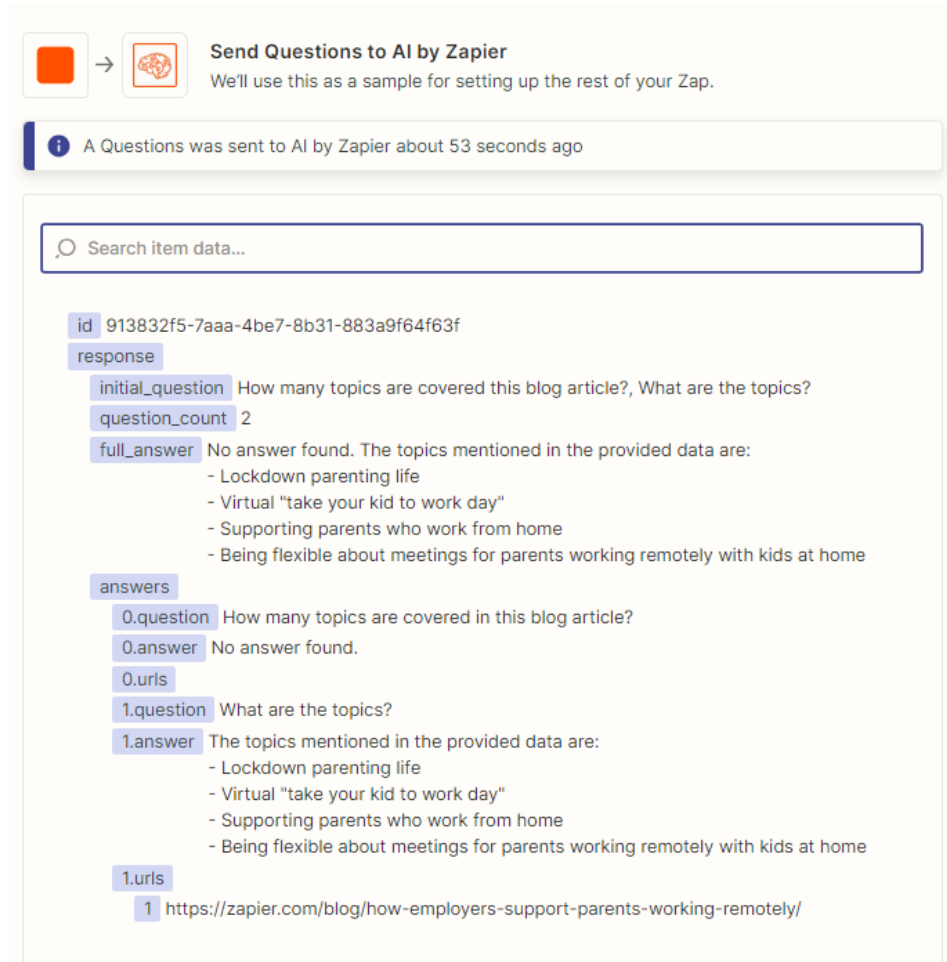 Send Questions to AI by Zapier
We'll use this as a sample for setting up the rest of your Zap.
A Questions was sent to AI by Zapier about 53 seconds ago
Search item data...
id 913832f5-7aaa-4be7-8b31-883a9f64f63f
response
initial_question How many topics are covered this blog article?, What are the topics?
question_count 2
full_answer No answer found. The topics mentioned in the provided data are:
- Lockdown parenting life
- Virtual "take your kid to work day"
- Supporting parents who work from home
- Being flexible about meetings for parents working remotely with kids at home
answers
0.question How many topics are covered in this blog article?
0.answer No answer found.
0.urls
1.question What are the topics?
1.answer The topics mentioned in the provided data are:
- Lockdown parenting life
- Virtual "take your kid to work day"
- Supporting parents who work from home
- Being flexible about meetings for parents working remotely with kids at home
1.urls
1 https://zapier.com/blog/how-employers-support-parents-working-remotely/